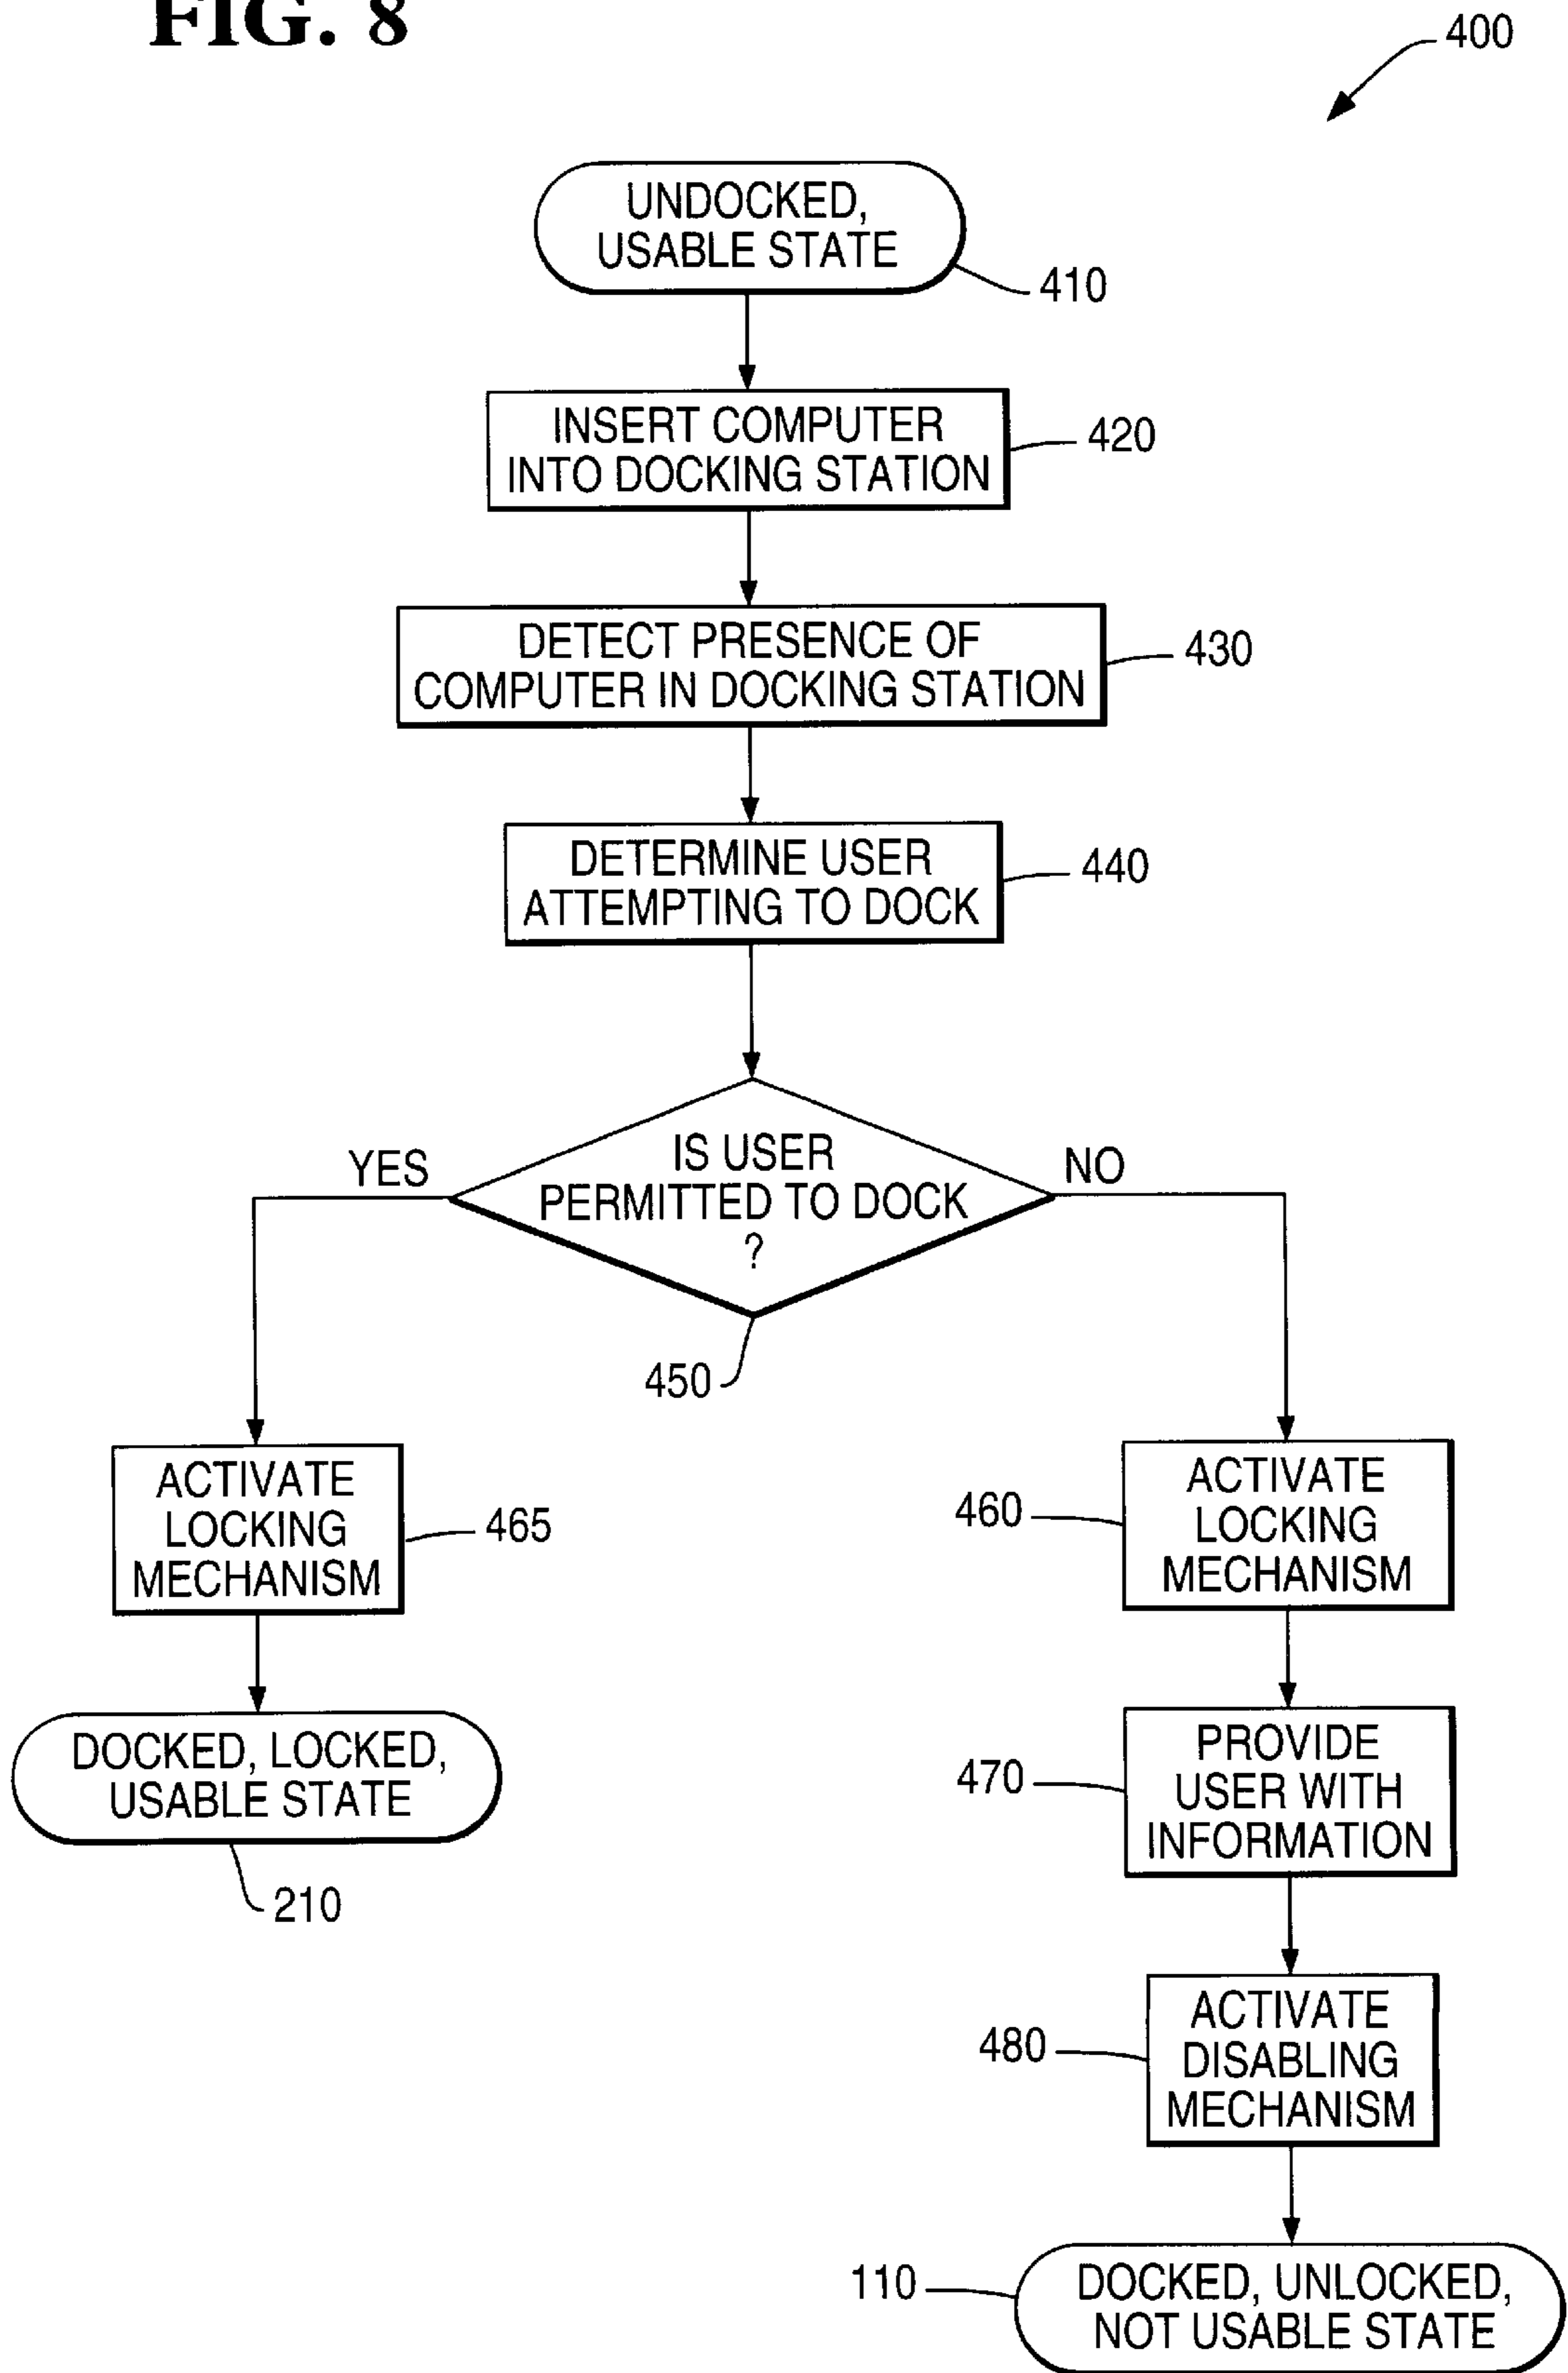 FIG. 8
400
UNDOCKED,
USABLE STATE
410
INSERT COMPUTER
INTO DOCKING STATION
420
DETECT PRESENCE OF
COMPUTER IN DOCKING STATION
430
DETERMINE USER
ATTEMPTING TO DOCK
440
YES
IS USER
PERMITTED TO DOCK
?
NO
450
ACTIVATE
LOCKING
MECHANISM
465
DOCKED, LOCKED,
USABLE STATE
210
460
ACTIVATE
LOCKING
MECHANISM
470
PROVIDE
USER WITH
INFORMATION
480
ACTIVATE
DISABLING
MECHANISM
110
DOCKED, UNLOCKED,
NOT USABLE STATE